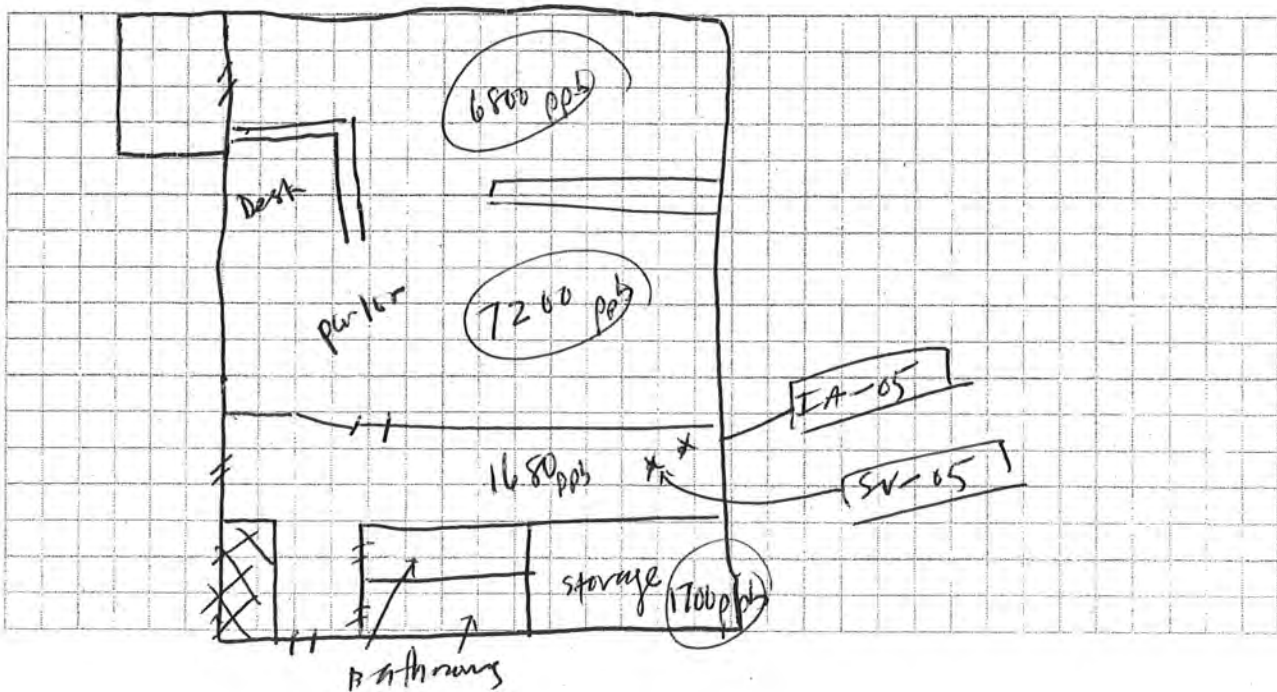 6800 ppb
Desk
parlor
7200 ppb
IA-05
1680 ppb
SV-05
storage
1700 ppb
Bathrooms